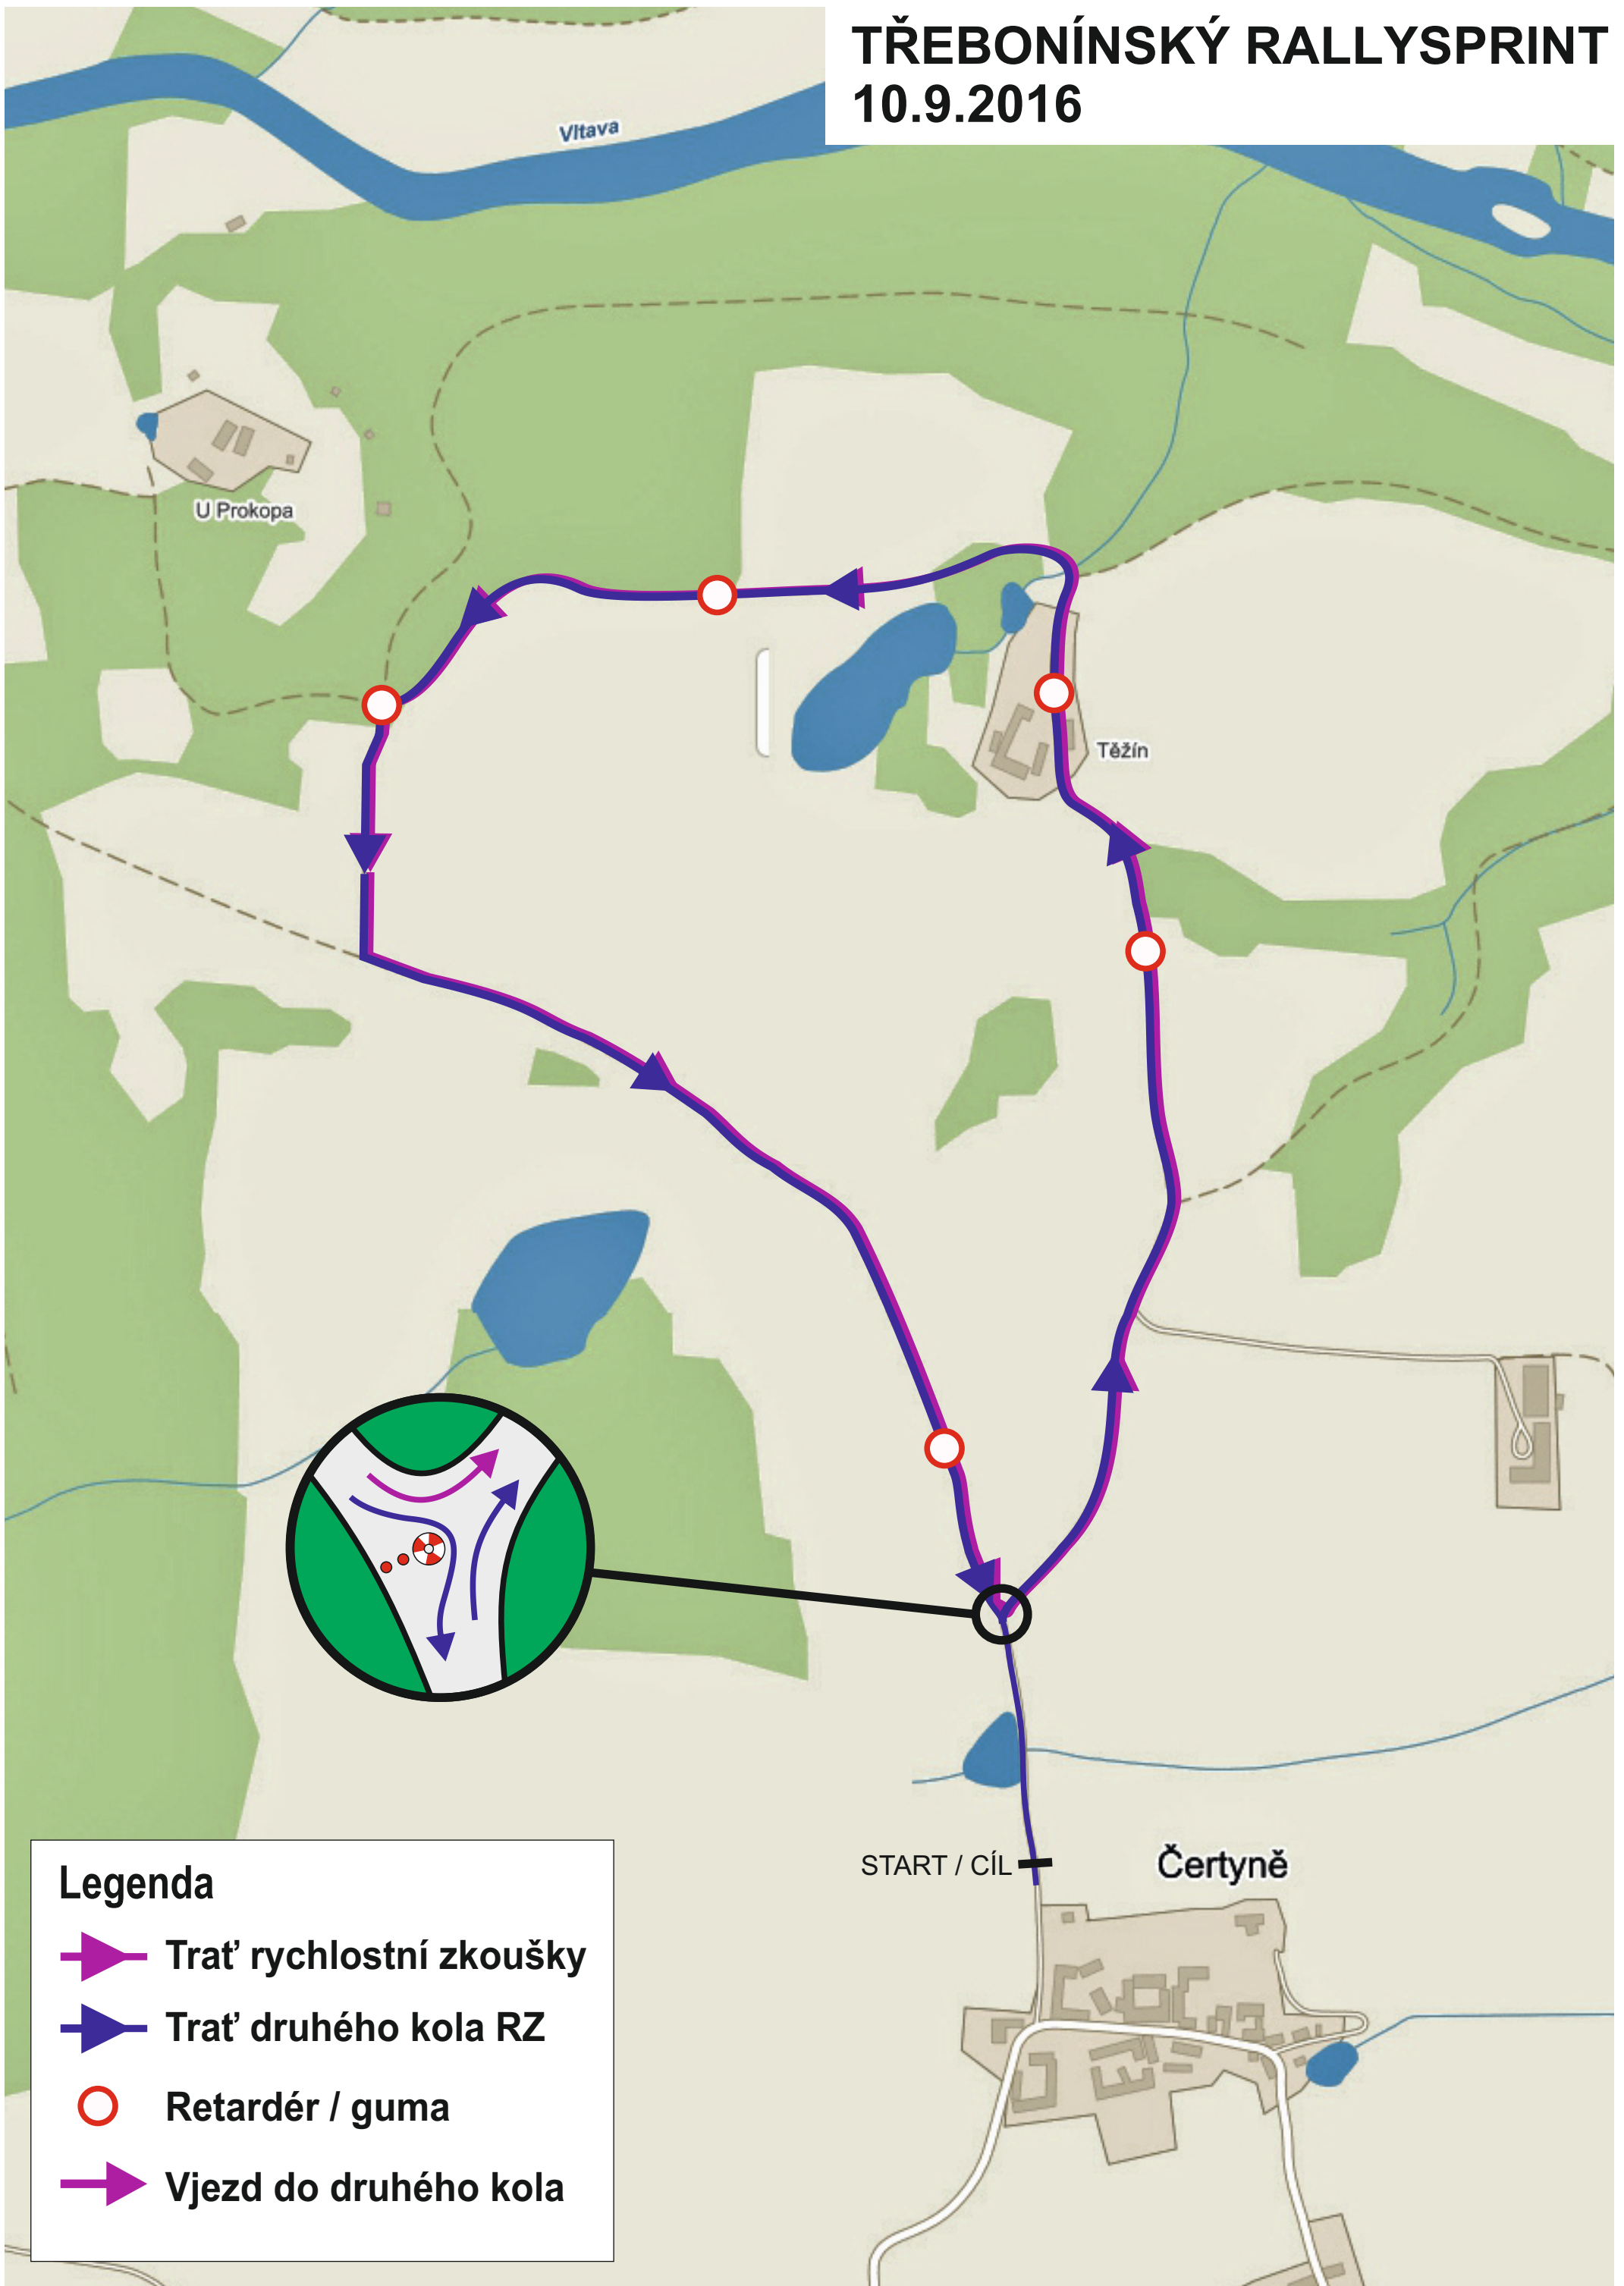 TŘEBONÍNSKÝ RALLYSPRINT
10.9.2016
Vltava
U Prokopa
Těžín
START / CÍL
Čertyně
Legenda
Trať rychlostní zkoušky
Trať druhého kola RZ
Retardér / guma
Vjezd do druhého kola